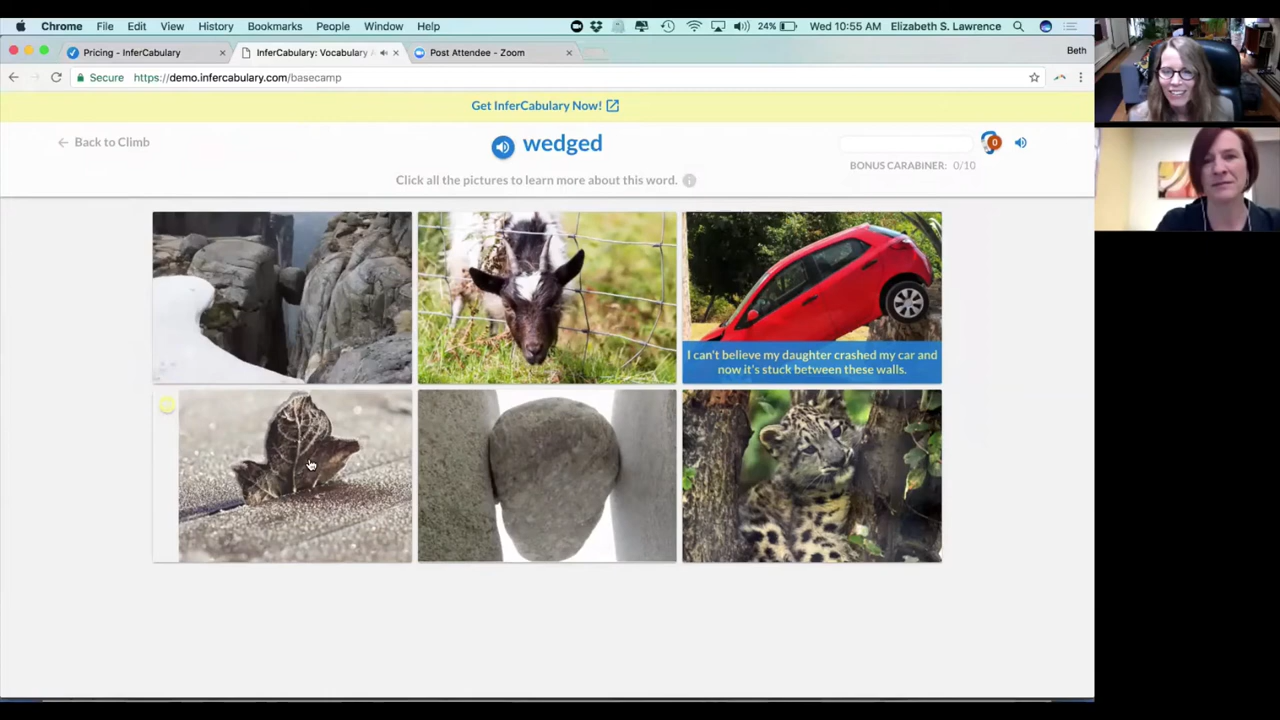 Chrome File Edit View History Bookmarks People Window Help 24% Wed 10:55 AM Elizabeth S. Lawrence
Pricing - InferCabulary × InferCabulary: Vocabulary A × Post Attendee - Zoom × Beth
Secure https://demo.infercabulary.com/basecamp
Get InferCabulary Now!
Back to Climb
wedged
0
BONUS CARABINER: 0/10
Click all the pictures to learn more about this word.
I can't believe my daughter crashed my car and
now it's stuck between these walls.